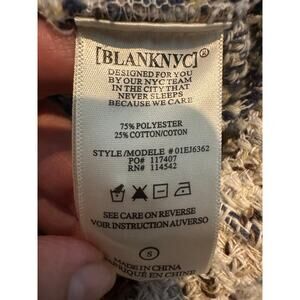 [BLANKNYC]®
DESIGNED FOR YOU
BY OUR NYC TEAM
IN THE CITY THAT
NEVER SLEEPS
BECAUSE WE CARE
75% POLYESTER
25% COTTON/COTON
STYLE/MODELE # 01EJ6362
PO# 117407
RN# 114542
SEE CARE ON REVERSE
VOIR INSTRUCTION AUVERSO
S
MADE IN CHINA
FABRIQUÉ EN CHINE